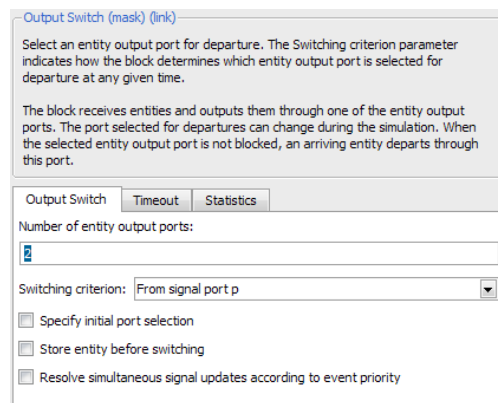 Output Switch (mask) (link)
Select an entity output port for departure. The Switching criterion parameter
indicates how the block determines which entity output port is selected for
departure at any given time.
The block receives entities and outputs them through one of the entity output
ports. The port selected for departures can change during the simulation. When
the selected entity output port is not blocked, an arriving entity departs through
this port.
Output Switch Timeout Statistics
Number of entity output ports:
2
Switching criterion: From signal port p
Specify initial port selection
Store entity before switching
Resolve simultaneous signal updates according to event priority